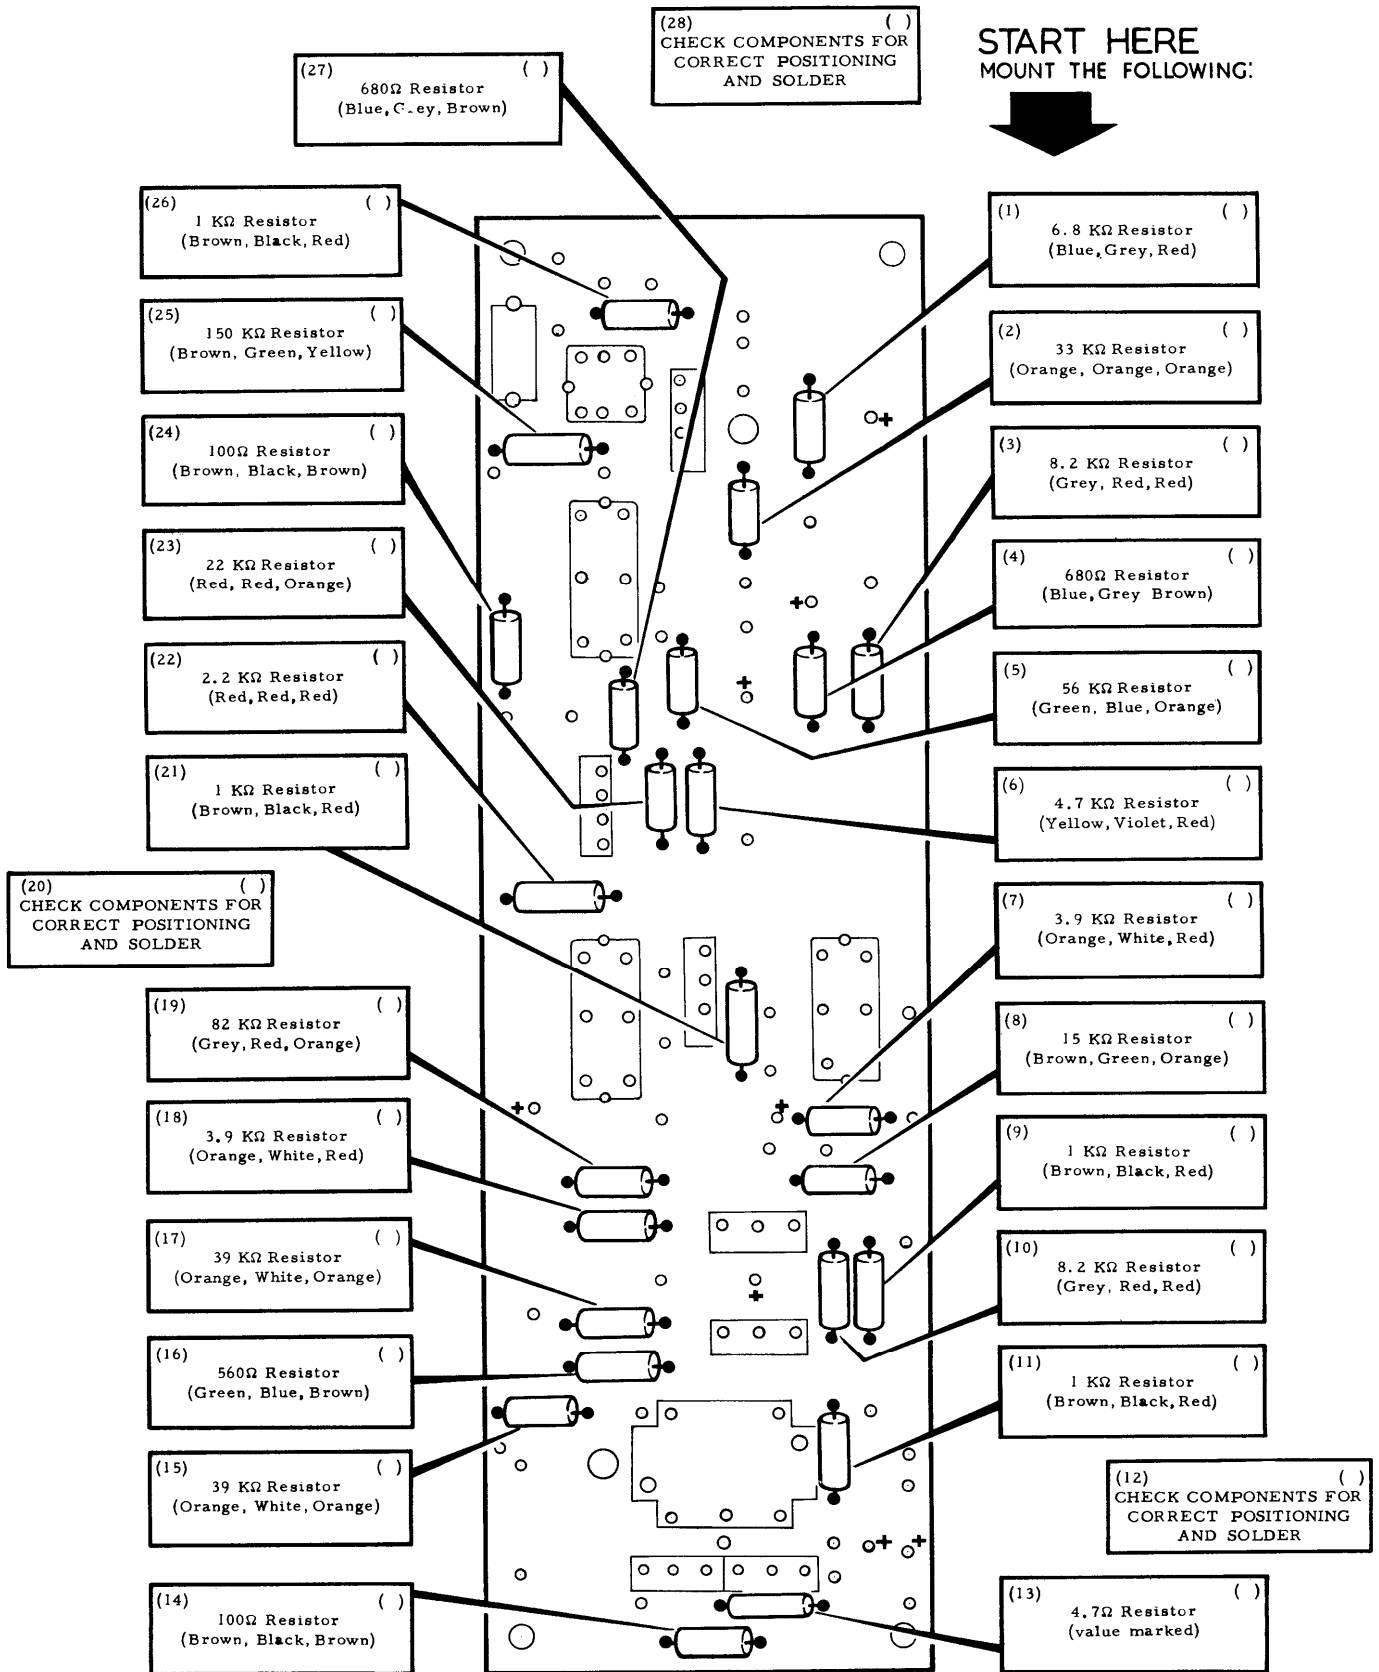 START HERE
MOUNT THE FOLLOWING:
(1) ( )
6.8 KΩ Resistor
(Blue, Grey, Red)
(2) ( )
33 KΩ Resistor
(Orange, Orange, Orange)
(3) ( )
8.2 KΩ Resistor
(Grey, Red, Red)
(4) ( )
680Ω Resistor
(Blue, Grey Brown)
(5) ( )
56 KΩ Resistor
(Green, Blue, Orange)
(6) ( )
4.7 KΩ Resistor
(Yellow, Violet, Red)
(7) ( )
3.9 KΩ Resistor
(Orange, White, Red)
(8) ( )
15 KΩ Resistor
(Brown, Green, Orange)
(9) ( )
1 KΩ Resistor
(Brown, Black, Red)
(10) ( )
8.2 KΩ Resistor
(Grey, Red, Red)
(11) ( )
1 KΩ Resistor
(Brown, Black, Red)
(12) ( )
CHECK COMPONENTS FOR
CORRECT POSITIONING
AND SOLDER
(13) ( )
4.7Ω Resistor
(value marked)
(14) ( )
100Ω Resistor
(Brown, Black, Brown)
(15) ( )
39 KΩ Resistor
(Orange, White, Orange)
(16) ( )
560Ω Resistor
(Green, Blue, Brown)
(17) ( )
39 KΩ Resistor
(Orange, White, Orange)
(18) ( )
3.9 KΩ Resistor
(Orange, White, Red)
(19) ( )
82 KΩ Resistor
(Grey, Red, Orange)
(20) ( )
CHECK COMPONENTS FOR
CORRECT POSITIONING
AND SOLDER
(21) ( )
1 KΩ Resistor
(Brown, Black, Red)
(22) ( )
2.2 KΩ Resistor
(Red, Red, Red)
(23) ( )
22 KΩ Resistor
(Red, Red, Orange)
(24) ( )
100Ω Resistor
(Brown, Black, Brown)
(25) ( )
150 KΩ Resistor
(Brown, Green, Yellow)
(26) ( )
1 KΩ Resistor
(Brown, Black, Red)
(27) ( )
680Ω Resistor
(Blue, Grey, Brown)
(28) ( )
CHECK COMPONENTS FOR
CORRECT POSITIONING
AND SOLDER
+
+
+
+
+
+
+ +